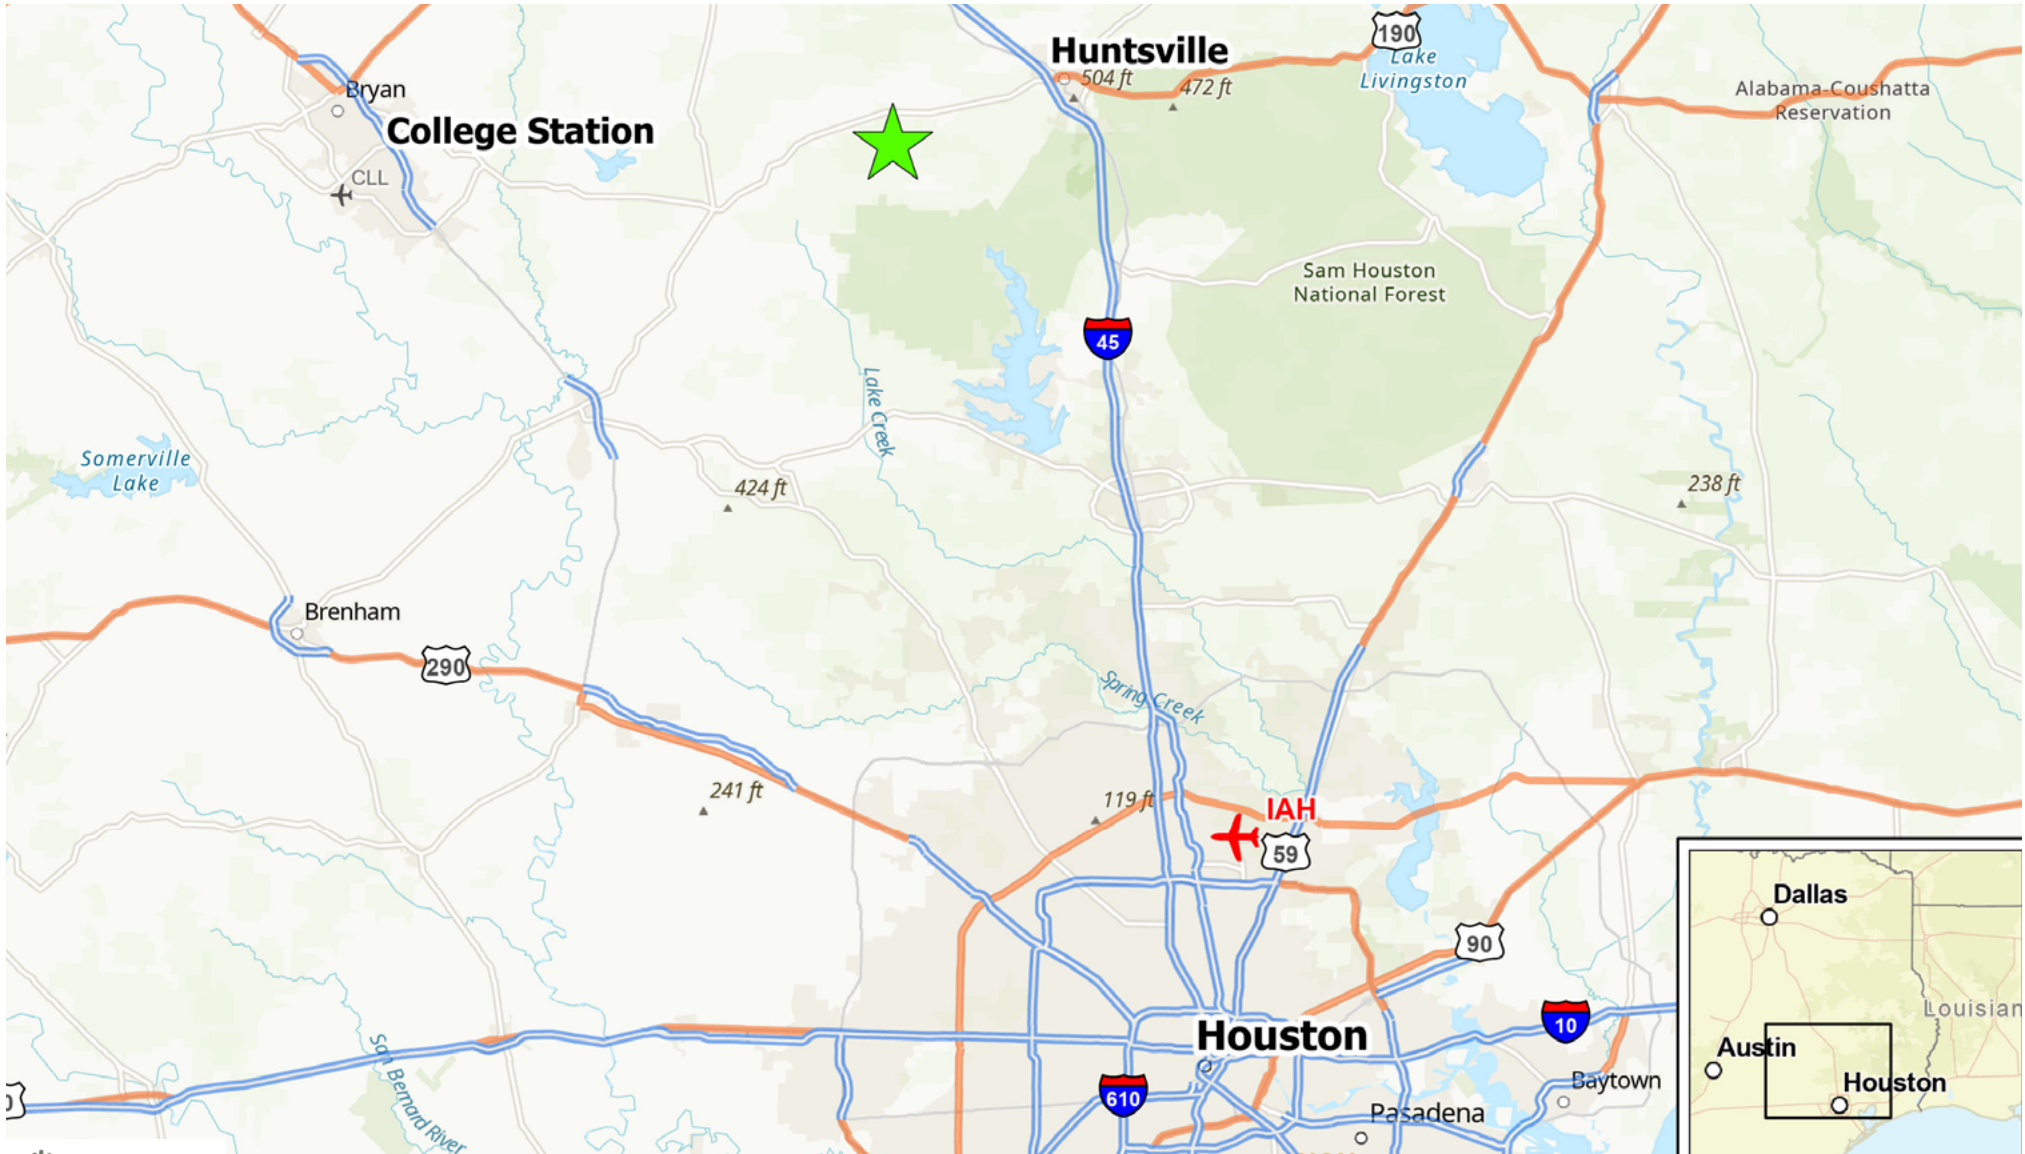 Huntsville
190
Lake
Livingston
504 ft
472 ft
Bryan
College Station
Alabama-Coushatta
Reservation
CLL
Sam Houston
National Forest
45
Lake Creek
Somerville
Lake
424 ft
238 ft
Brenham
290
Spring Creek
241 ft
119 ft
IAH
59
Dallas
90
Louisian
10
Houston
Austin
San Bernard River
610
Baytown
Houston
Pasadena